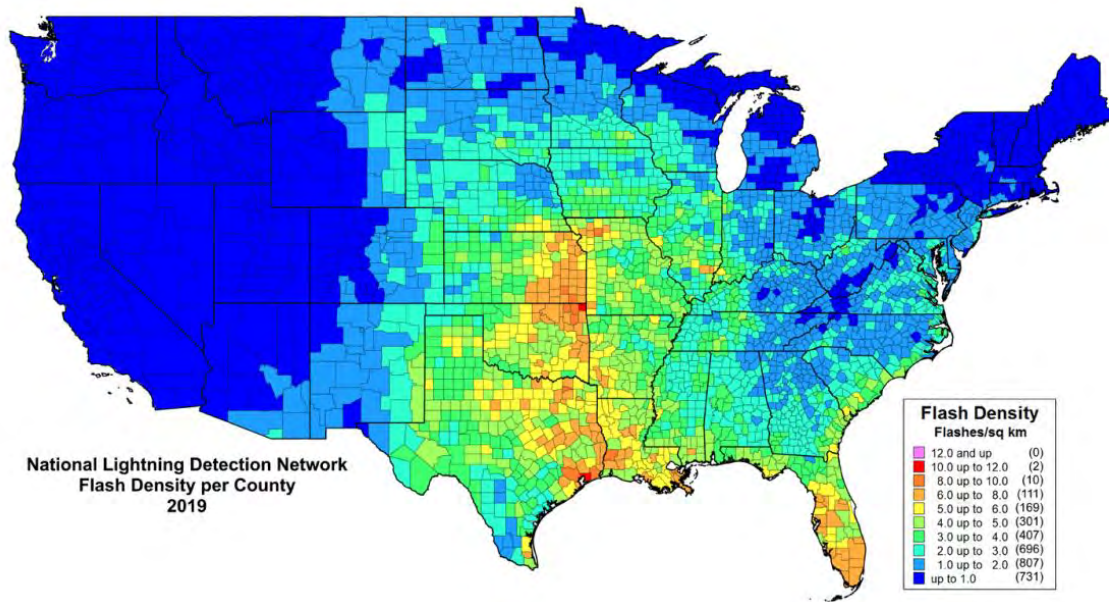 National Lightning Detection Network
Flash Density per County
2019
Flash Density
Flashes/sq km
12.0 and up (0)
10.0 up to 12.0 (2)
8.0 up to 10.0 (10)
6.0 up to 8.0 (111)
5.0 up to 6.0 (169)
4.0 up to 5.0 (301)
3.0 up to 4.0 (407)
2.0 up to 3.0 (696)
1.0 up to 2.0 (807)
up to 1.0 (731)